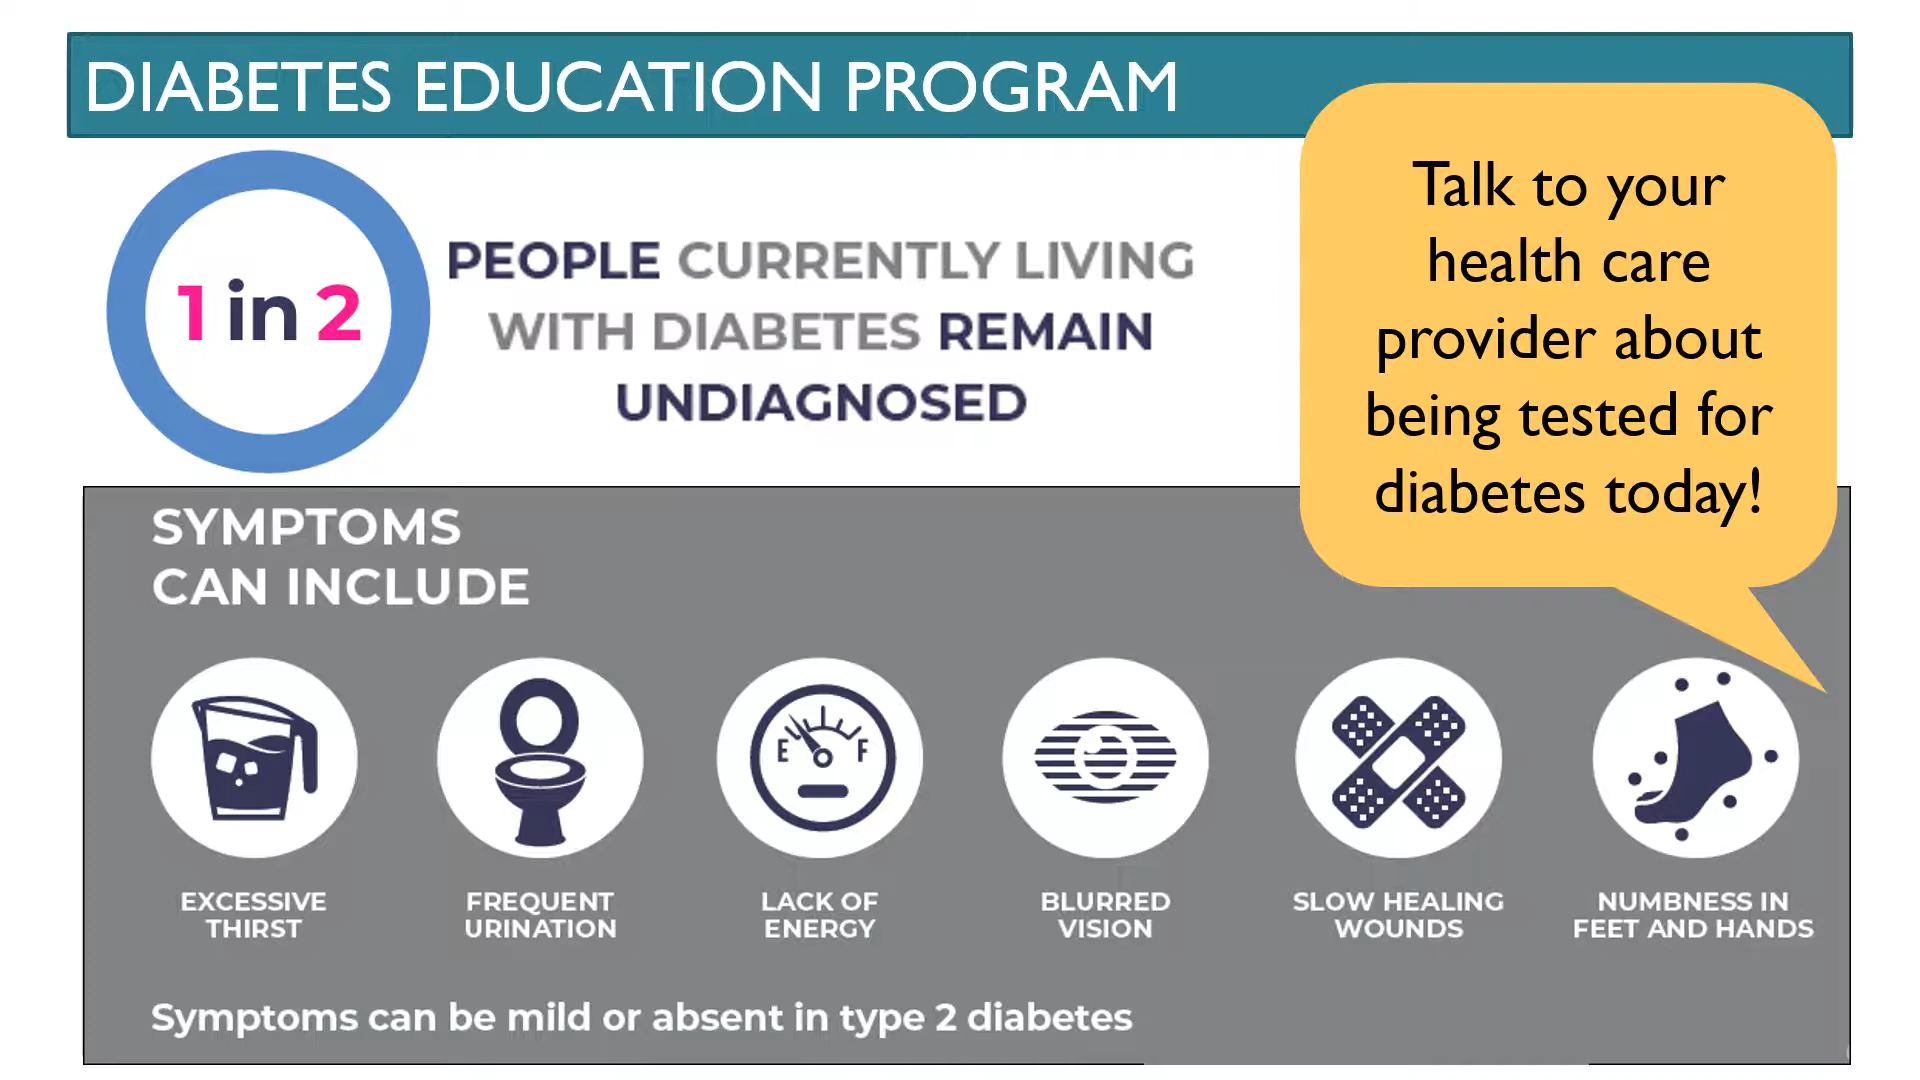 DIABETES EDUCATION PROGRAM
1 in 2
PEOPLE CURRENTLY LIVING
WITH DIABETES REMAIN
UNDIAGNOSED
Talk to your
health care
provider about
being tested for
diabetes today!
SYMPTOMS
CAN INCLUDE
E F
EXCESSIVE
THIRST
FREQUENT
URINATION
LACK OF
ENERGY
BLURRED
VISION
SLOW HEALING
WOUNDS
NUMBNESS IN
FEET AND HANDS
Symptoms can be mild or absent in type 2 diabetes